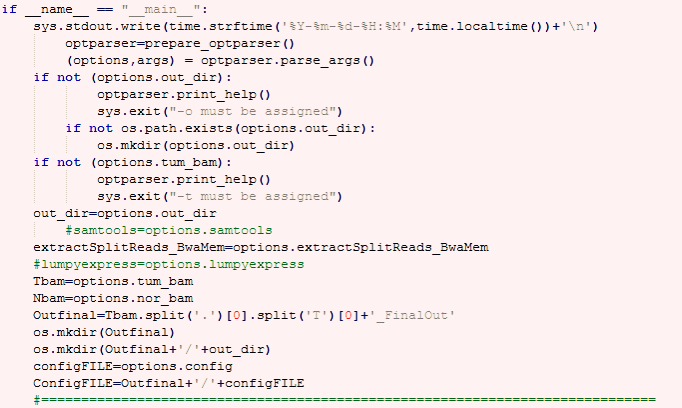 if __name__ == "__main__":
    sys.stdout.write(time.strftime('%Y-%m-%d-%H:%M',time.localtime())+'\n')
        optparser=prepare_optparser()
        (options,args) = optparser.parse_args()
    if not (options.out_dir):
            optparser.print_help()
            sys.exit("-o must be assigned")
        if not os.path.exists(options.out_dir):
            os.mkdir(options.out_dir)
    if not (options.tum_bam):
            optparser.print_help()
            sys.exit("-t must be assigned")
    out_dir=options.out_dir
        #samtools=options.samtools
    extractSplitReads_BwaMem=options.extractSplitReads_BwaMem
    #lumpyexpress=options.lumpyexpress
    Tbam=options.tum_bam
    Nbam=options.nor_bam
    Outfinal=Tbam.split('.')[0].split('T')[0]+'_FinalOut'
    os.mkdir(Outfinal)
    os.mkdir(Outfinal+'/'+out_dir)
    configFILE=options.config
    ConfigFILE=Outfinal+'/'+configFILE
    #==============================================================================